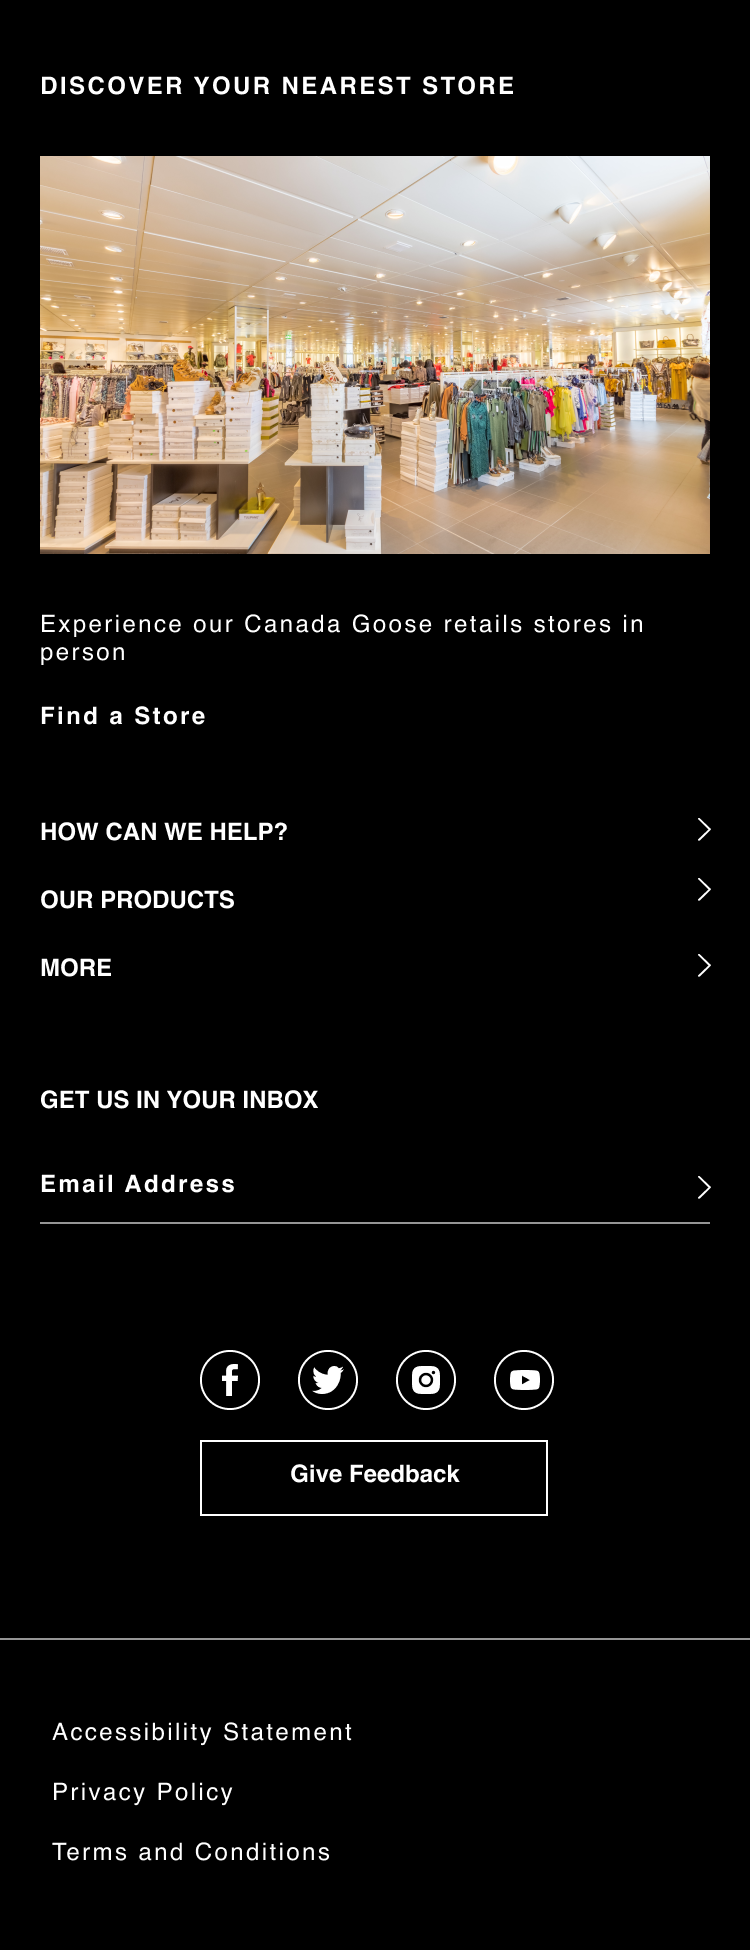 DISCOVER YOUR NEAREST STORE
Experience our Canada Goose retails stores in
person
Find a Store
HOW CAN WE HELP?
OUR PRODUCTS
MORE
GET US IN YOUR INBOX
Email Address
Give Feedback
Accessibility Statement
Privacy Policy
Terms and Conditions